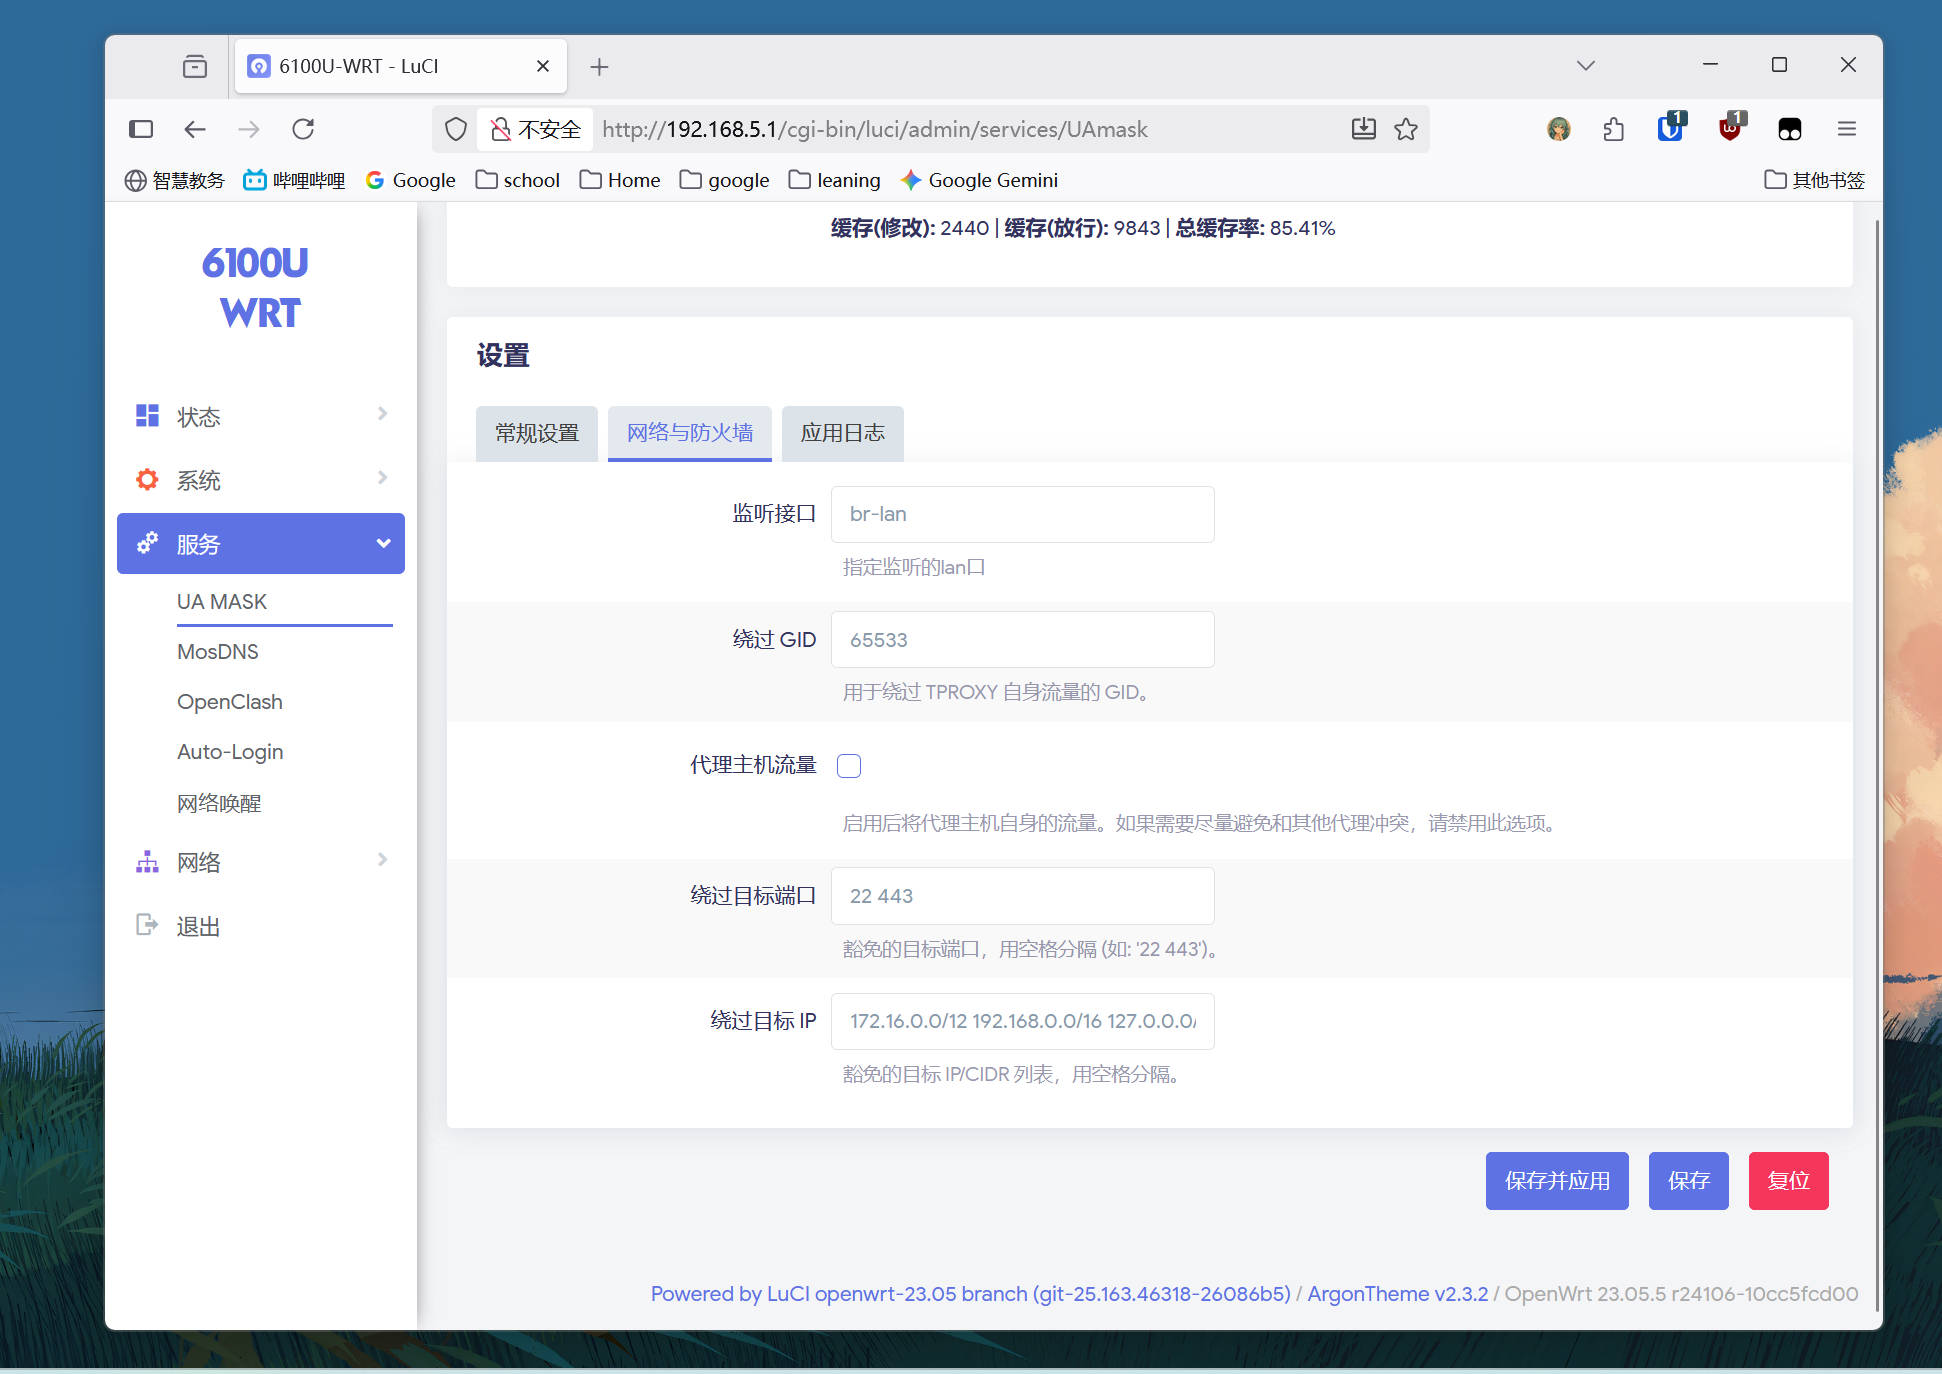 6100U-WRT - LuCI
不安全 http://192.168.5.1/cgi-bin/luci/admin/services/UAmask
1
1
智慧教务 哔哩哔哩 Google school Home google leaning Google Gemini 其他书签
6100U
WRT
状态
系统
服务
UA MASK
MosDNS
OpenClash
Auto-Login
网络唤醒
网络
退出
缓存(修改): 2440 | 缓存(放行): 9843 | 总缓存率: 85.41%
设置
常规设置 网络与防火墙 应用日志
监听接口 br-lan
指定监听的lan口
绕过 GID 65533
用于绕过 TPROXY 自身流量的 GID。
代理主机流量
启用后将代理主机自身的流量。如果需要尽量避免和其他代理冲突，请禁用此选项。
绕过目标端口 22 443
豁免的目标端口，用空格分隔 (如: '22 443')。
绕过目标 IP 172.16.0.0/12 192.168.0.0/16 127.0.0.0/
豁免的目标 IP/CIDR 列表，用空格分隔。
保存并应用 保存 复位
Powered by LuCI openwrt-23.05 branch (git-25.163.46318-26086b5) / ArgonTheme v2.3.2 / OpenWrt 23.05.5 r24106-10cc5fcd00